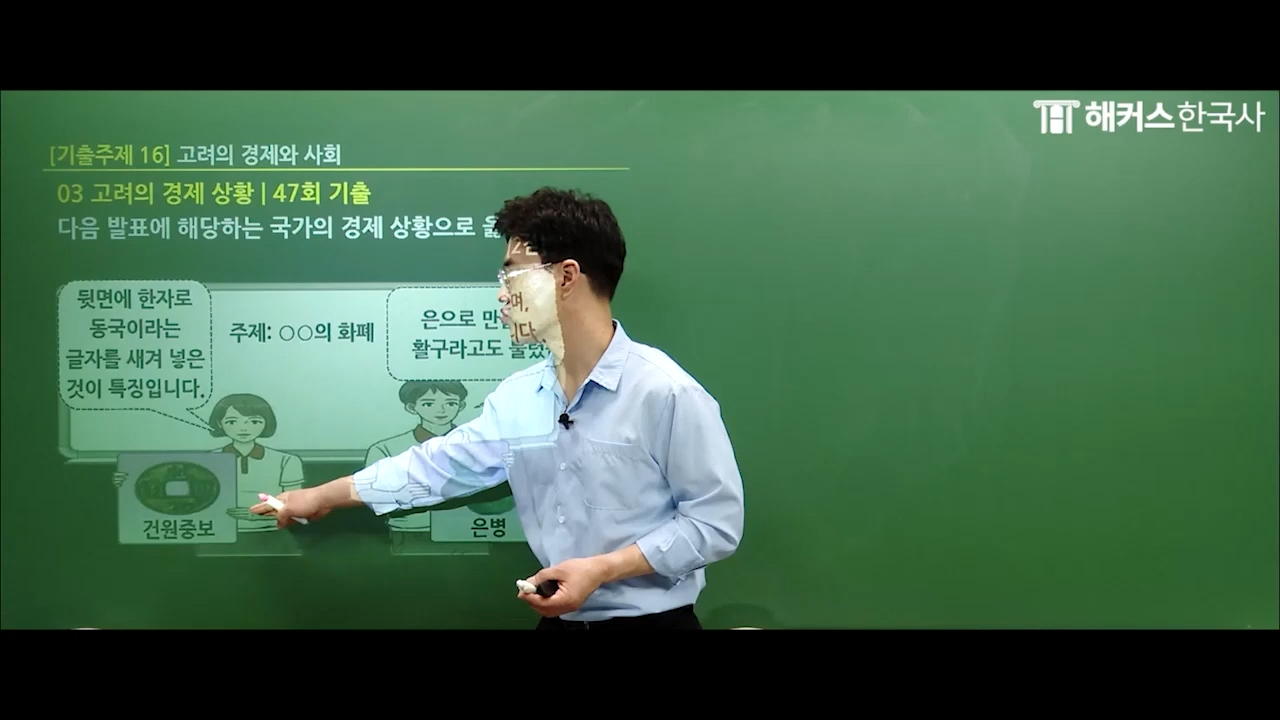 해커스한국사
[기출주제 16] 고려의 경제와 사회
03 고려의 경제 상황 | 47회 기출
다음 발표에 해당하는 국가의 경제 상황으로
뒷면에 한자로
동국이라는
글자를 새겨 넣은
것이 특징입니다.
주제: ○○의 화폐
은으로
활구라고도
며,
니다.
건원중보
은병